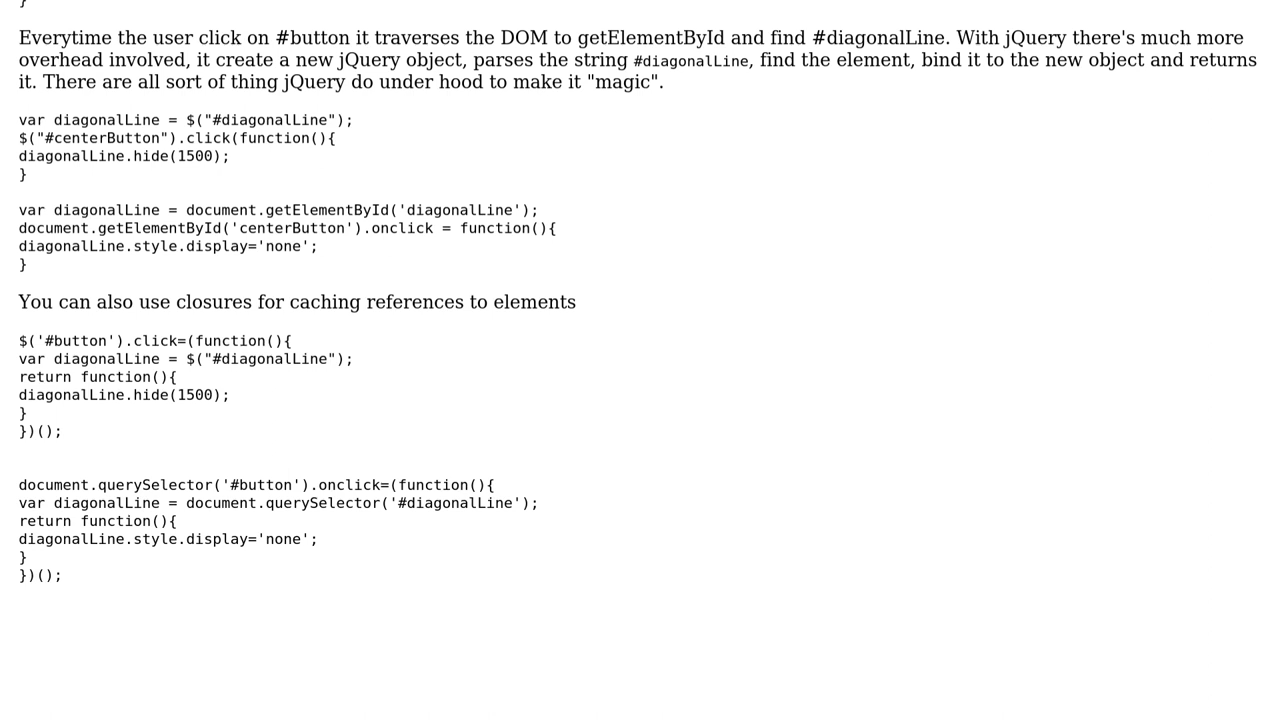 }
Everytime the user click on #button it traverses the DOM to getElementById and find #diagonalLine. With jQuery there's much more
overhead involved, it create a new jQuery object, parses the string #diagonalLine, find the element, bind it to the new object and returns
it. There are all sort of thing jQuery do under hood to make it "magic".
var diagonalLine = $("#diagonalLine");
$("#centerButton").click(function(){
diagonalLine.hide(1500);
}
var diagonalLine = document.getElementById('diagonalLine');
document.getElementById('centerButton').onclick = function(){
diagonalLine.style.display='none';
}
You can also use closures for caching references to elements
$('#button').click=(function(){
var diagonalLine = $("#diagonalLine");
return function(){
diagonalLine.hide(1500);
}
})();
document.querySelector('#button').onclick=(function(){
var diagonalLine = document.querySelector('#diagonalLine');
return function(){
diagonalLine.style.display='none';
}
})();